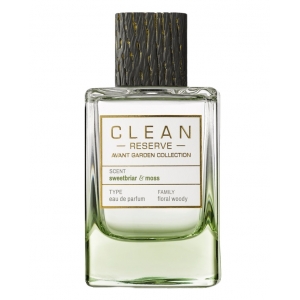 CLEAN
— RESERVE —
AVANT GARDEN COLLECTION
SCENT
sweetbriar & moss
TYPE FAMILY
eau de parfum floral woody